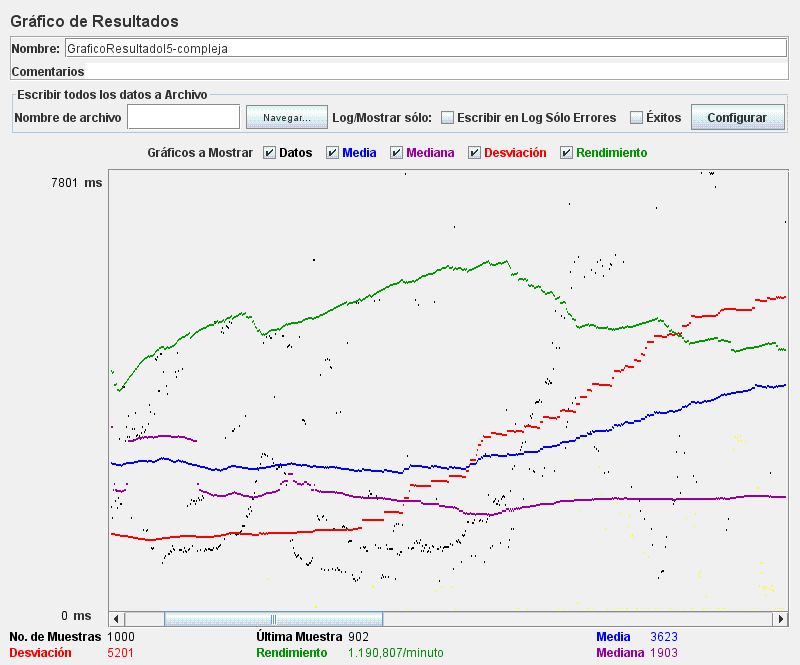 Gráfico de Resultados
Nombre: GraficoResultadoI5-compleja
Comentarios
Escribir todos los datos a Archivo
Nombre de archivo Navegar... Log/Mostrar sólo: Escribir en Log Sólo Errores Éxitos Configurar
Gráficos a Mostrar Datos Media Mediana Desviación Rendimiento
7801 ms
0 ms
No. de Muestras 1000 Última Muestra 902 Media 3623
Desviación 5201 Rendimiento 1.190,807/minuto Mediana 1903